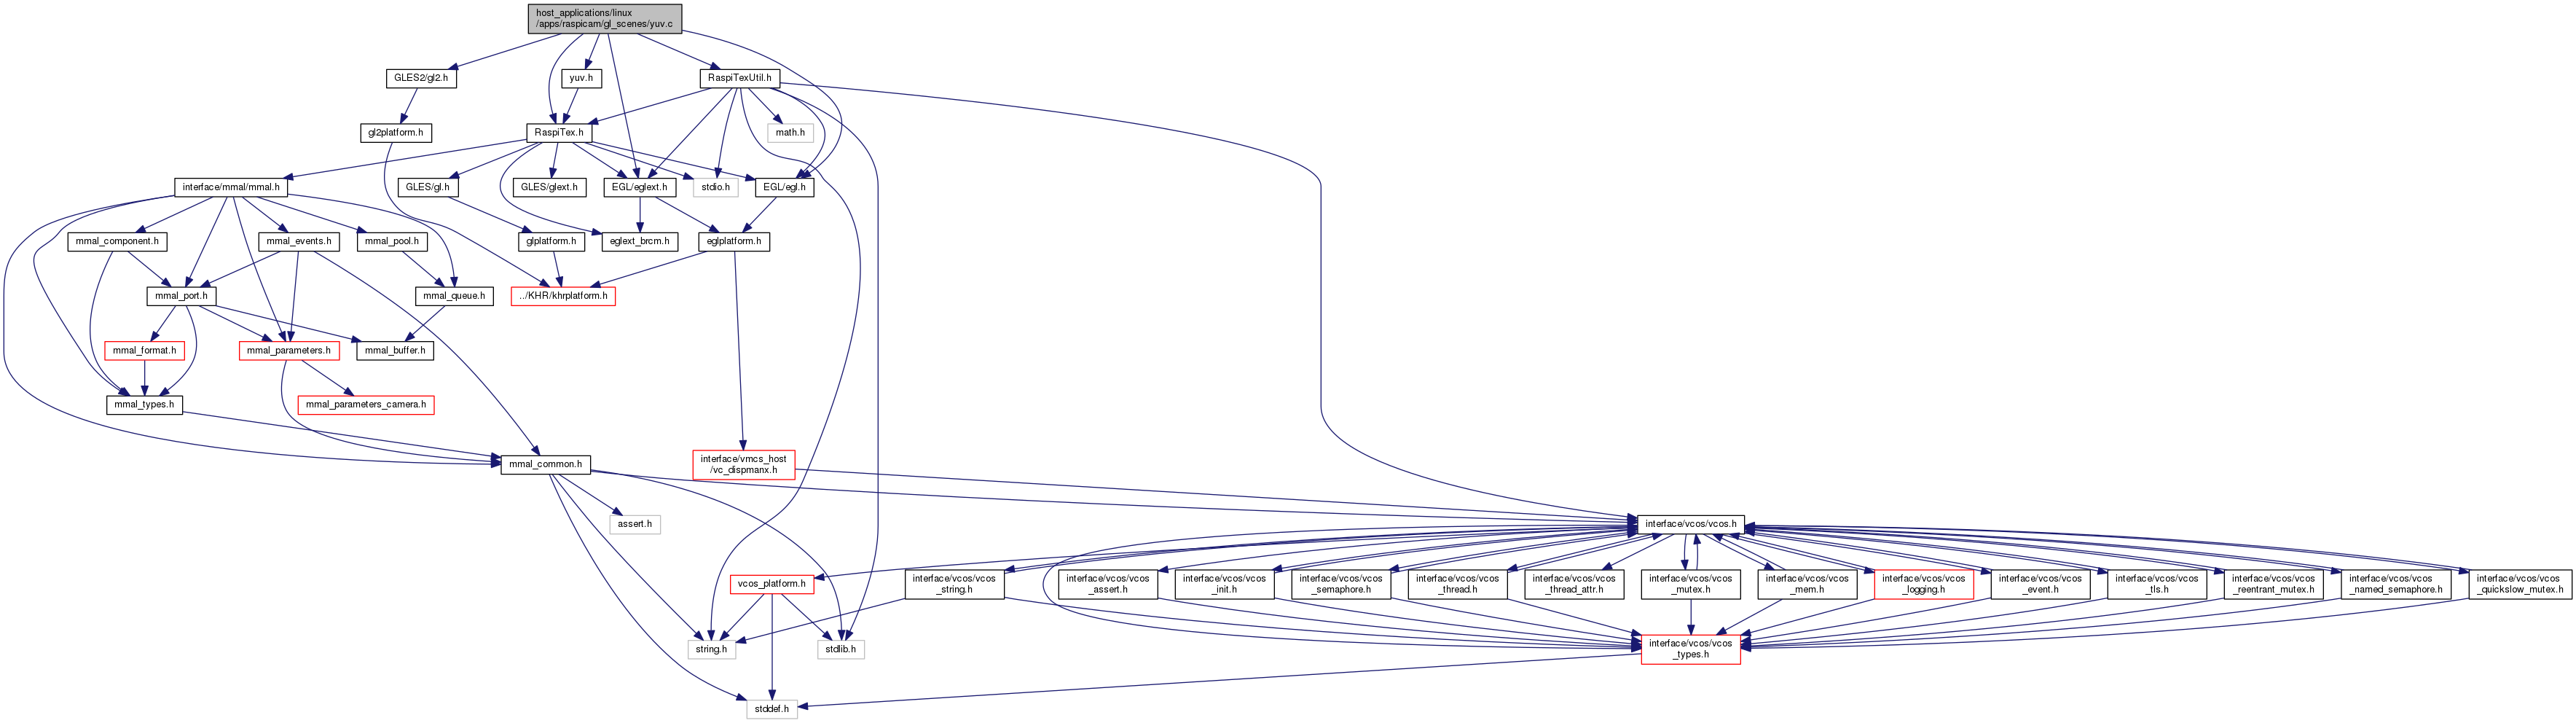 host_applications/linux
/apps/raspicam/gl_scenes/yuv.c
GLES2/gl2.h
yuv.h
RaspiTexUtil.h
gl2platform.h
RaspiTex.h
math.h
interface/mmal/mmal.h
GLES/gl.h
GLES/glext.h
EGL/eglext.h
stdio.h
EGL/egl.h
mmal_component.h
mmal_events.h
mmal_pool.h
glplatform.h
eglext_brcm.h
eglplatform.h
mmal_port.h
mmal_queue.h
../KHR/khrplatform.h
mmal_format.h
mmal_parameters.h
mmal_buffer.h
mmal_types.h
mmal_parameters_camera.h
mmal_common.h
interface/vmcs_host
/vc_dispmanx.h
assert.h
interface/vcos/vcos.h
vcos_platform.h
interface/vcos/vcos
_string.h
interface/vcos/vcos
_assert.h
interface/vcos/vcos
_init.h
interface/vcos/vcos
_semaphore.h
interface/vcos/vcos
_thread.h
interface/vcos/vcos
_thread_attr.h
interface/vcos/vcos
_mutex.h
interface/vcos/vcos
_mem.h
interface/vcos/vcos
_logging.h
interface/vcos/vcos
_event.h
interface/vcos/vcos
_tls.h
interface/vcos/vcos
_reentrant_mutex.h
interface/vcos/vcos
_named_semaphore.h
interface/vcos/vcos
_quickslow_mutex.h
string.h
stdlib.h
interface/vcos/vcos
_types.h
stddef.h